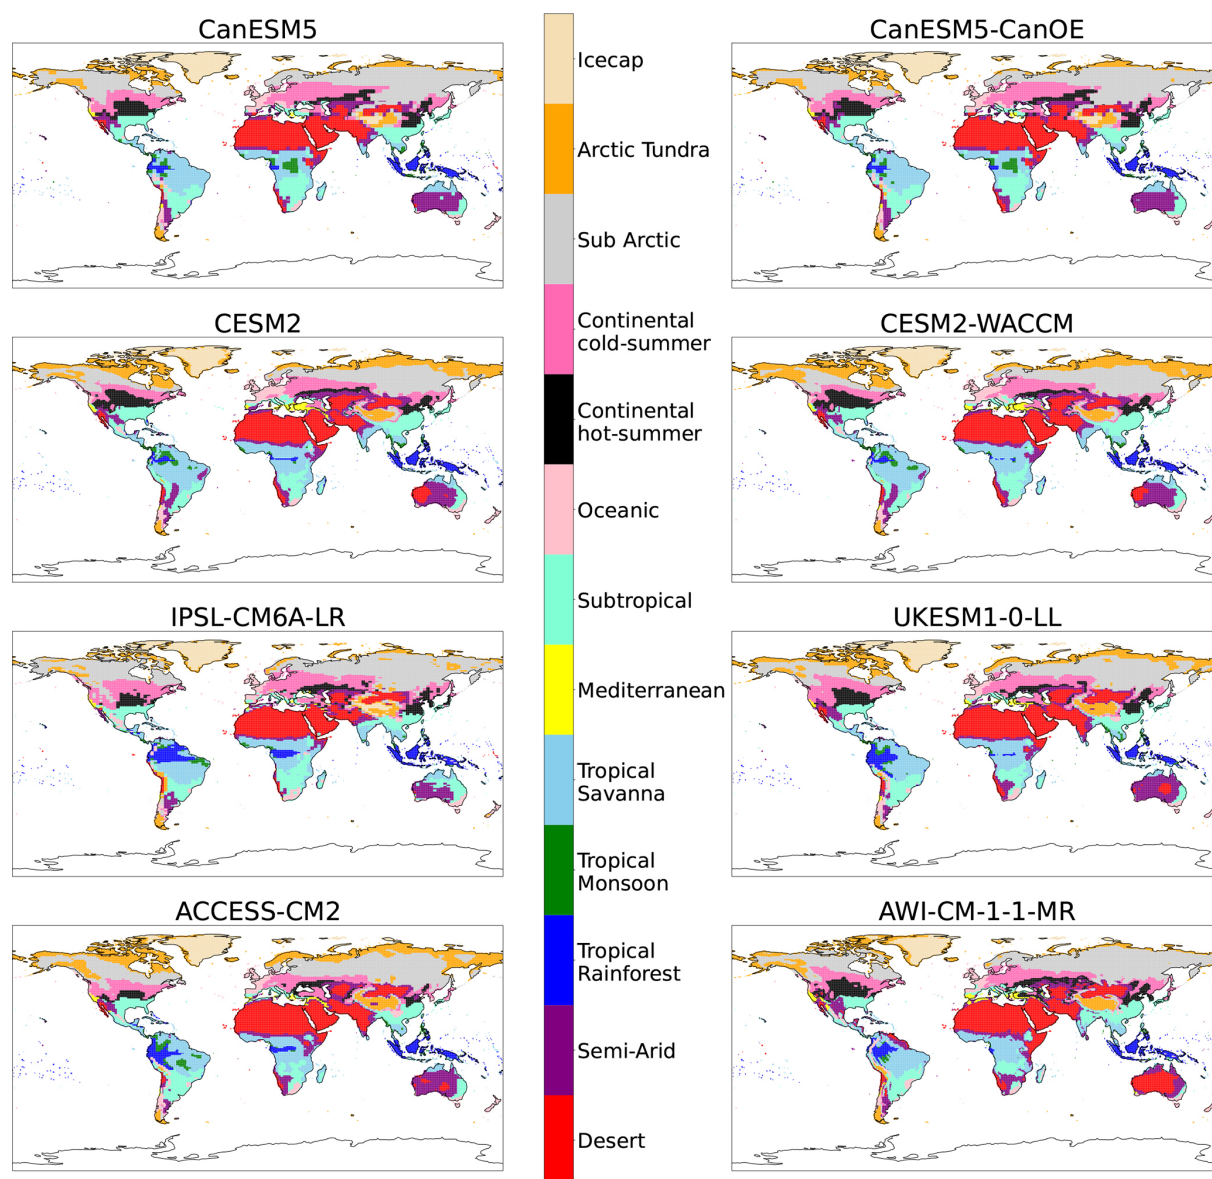 CanESM5
CanESM5-CanOE
CESM2
CESM2-WACCM
IPSL-CM6A-LR
UKESM1-0-LL
ACCESS-CM2
AWI-CM-1-1-MR
Icecap
Arctic Tundra
Sub Arctic
Continental
cold-summer
Continental
hot-summer
Oceanic
Subtropical
Mediterranean
Tropical
Savanna
Tropical
Monsoon
Tropical
Rainforest
Semi-Arid
Desert